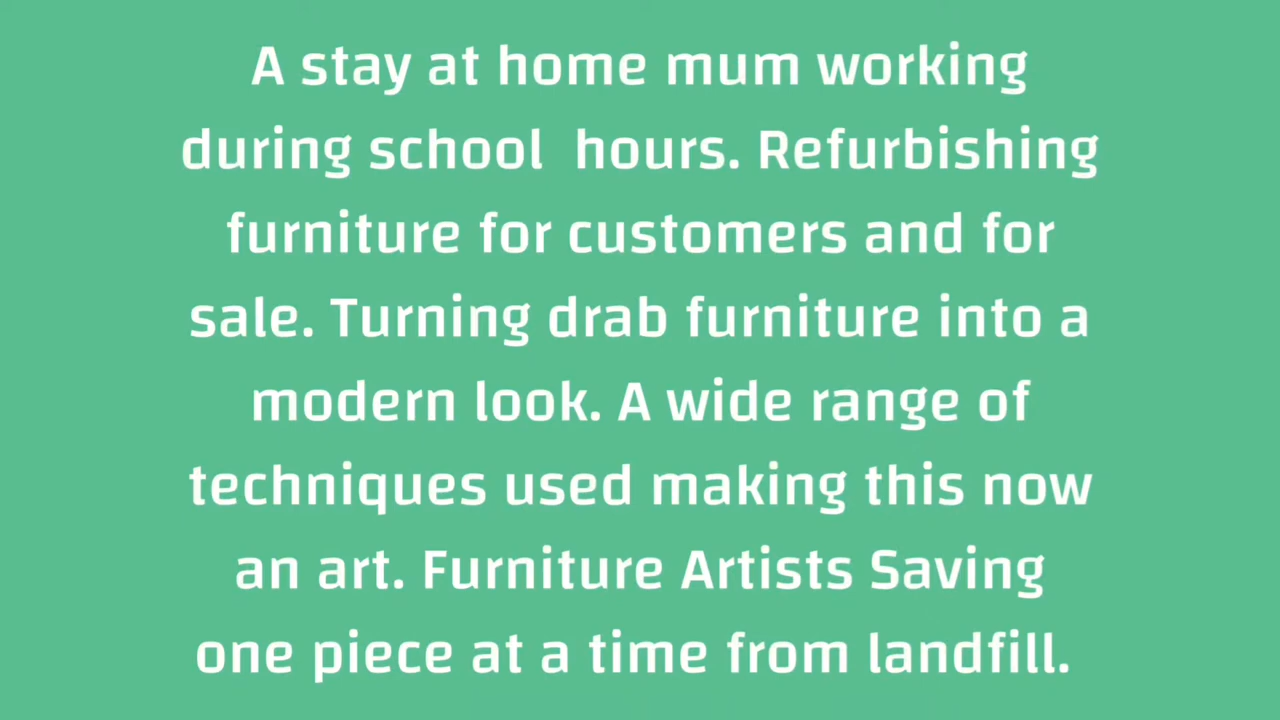 A stay at home mum working
during school  hours. Refurbishing
furniture for customers and for
sale. Turning drab furniture into a
modern look. A wide range of
techniques used making this now
an art. Furniture Artists Saving
one piece at a time from landfill.